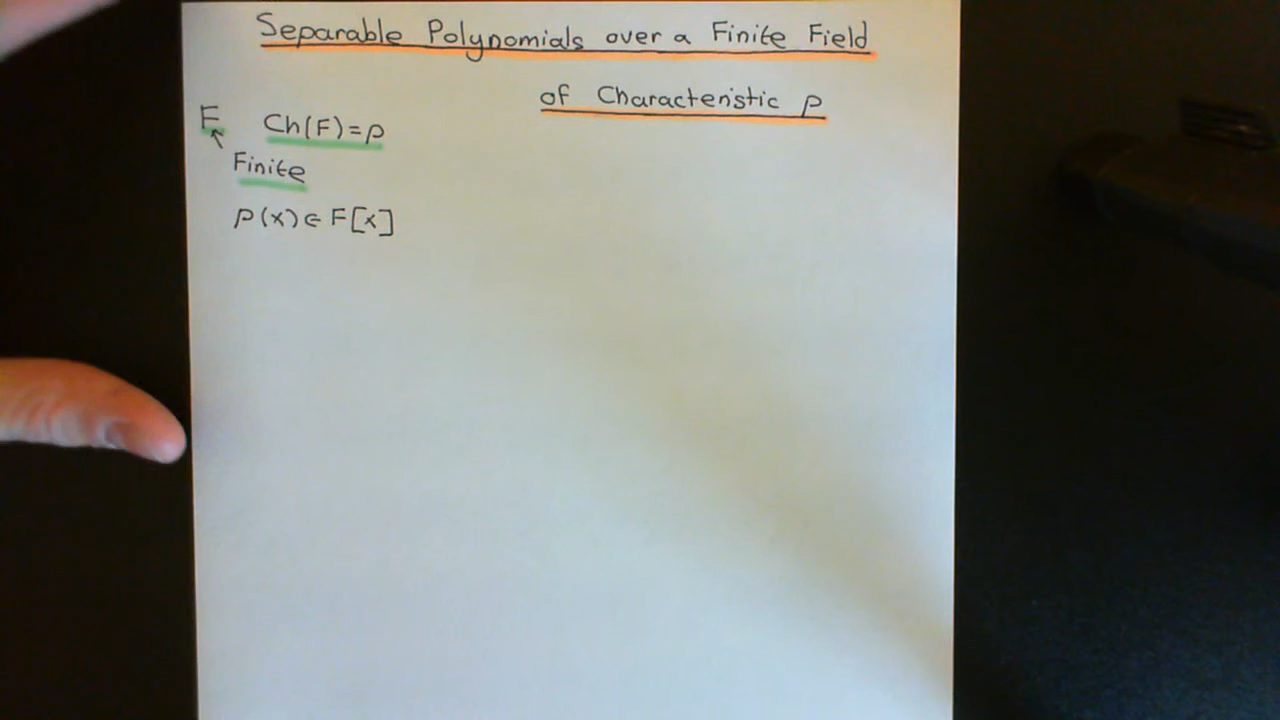 Separable Polynomials over a Finite Field
of Characteristic p
F Ch(F)=p
Finite
p(x)∈F[x]